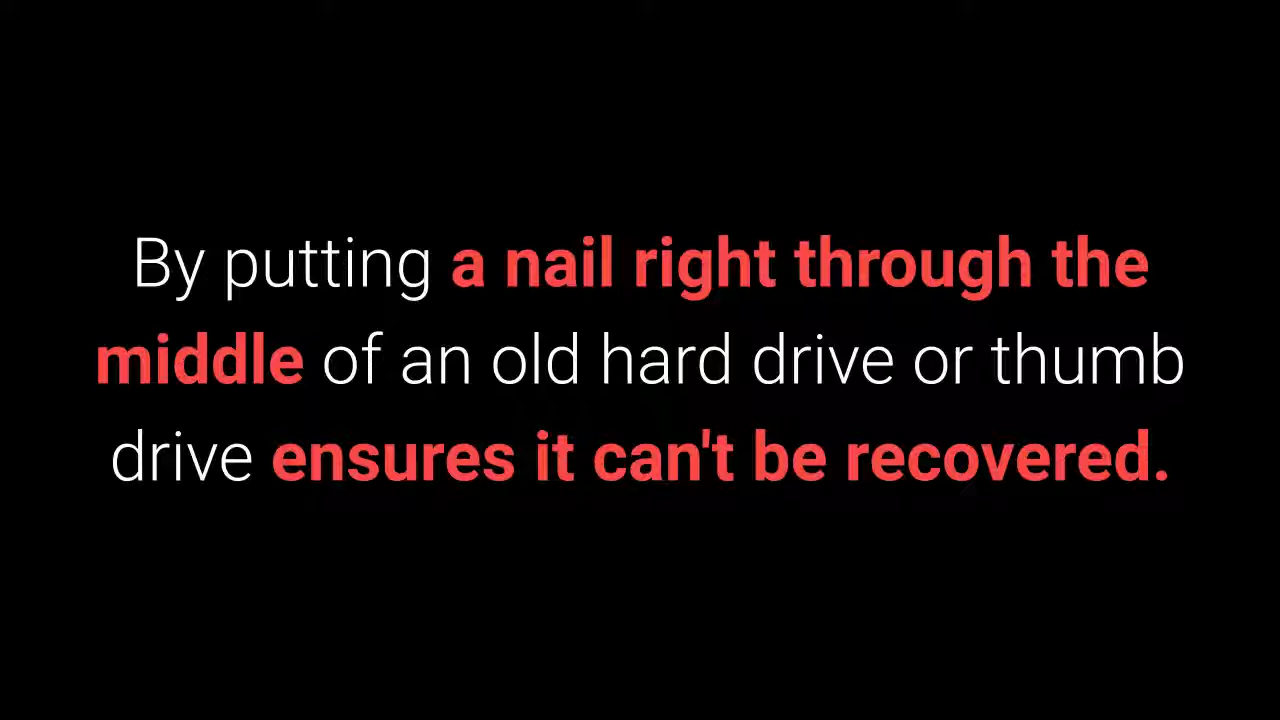 By putting a nail right through the
middle of an old hard drive or thumb
drive ensures it can't be recovered.